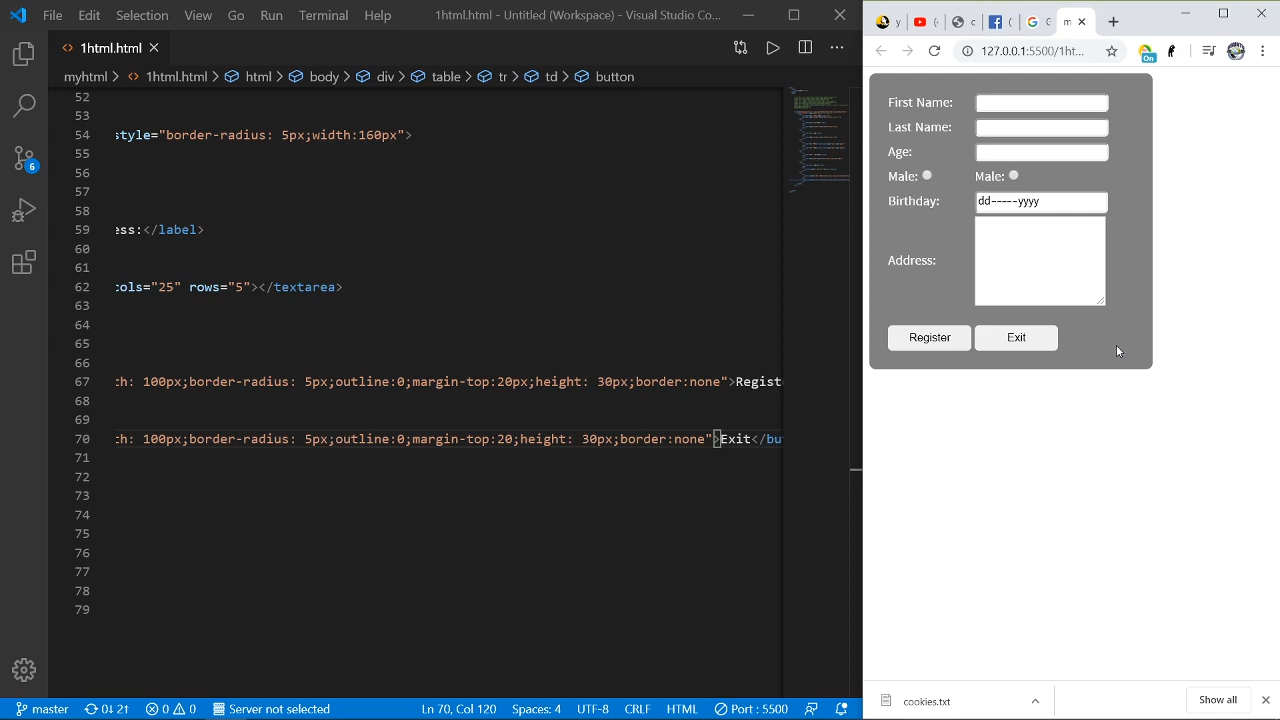 File Edit Selection View Go Run Terminal Help 1html.html - Untitled (Workspace) - Visual Studio Co...
1html.html
myhtml > 1html.html > html > body > div > table > tr > td > button
52
53
54 tyle="border-radius: 5px;width:160px">
55
56
57
58
59 ess:</label>
60
61
62 cols="25" rows="5"></textarea>
63
64
65
66
67 th: 100px;border-radius: 5px;outline:0;margin-top:20px;height: 30px;border:none">Regist
68
69
70 th: 100px;border-radius: 5px;outline:0;margin-top:20;height: 30px;border:none">Exit</bu
71
72
73
74
75
76
77
78
79
6
master 0↓ 2↑ 0 0 Server not selected Ln 70, Col 120 Spaces: 4 UTF-8 CRLF HTML Port : 5500
y ( c ( C m
127.0.0.1:5500/1ht...
On
First Name:
Last Name:
Age:
Male: Male:
Birthday: dd-----yyyy
Address:
Register Exit
cookies.txt Show all